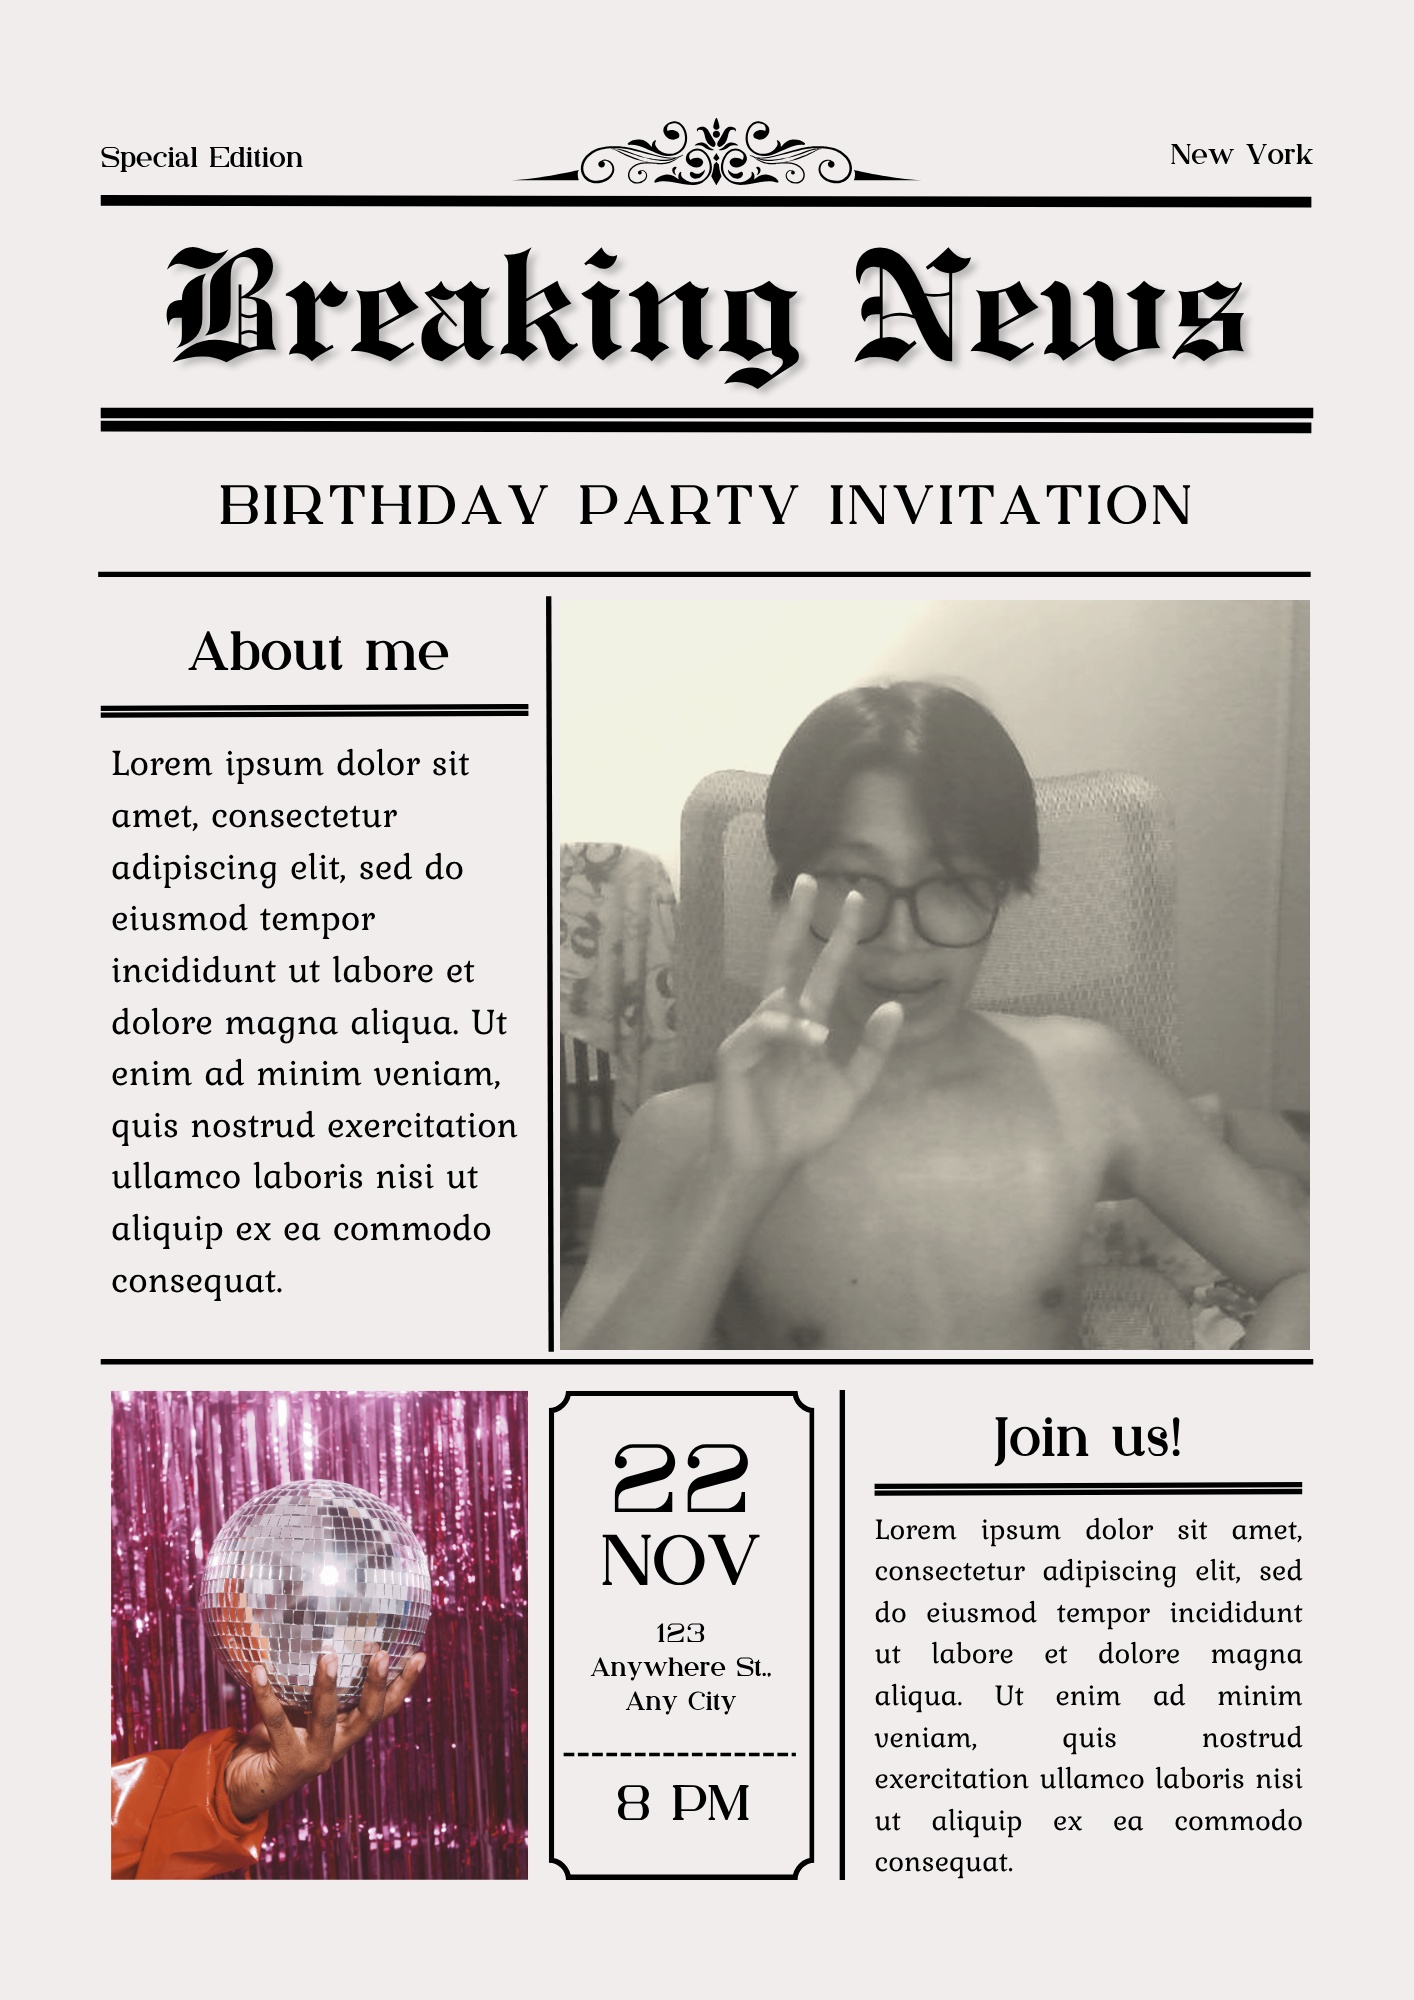 Special Edition
New York
Breaking News
BIRTHDAY PARTY INVITATION
About me
Lorem ipsum dolor sit
amet, consectetur
adipiscing elit, sed do
eiusmod tempor
incididunt ut labore et
dolore magna aliqua. Ut
enim ad minim veniam,
quis nostrud exercitation
ullamco laboris nisi ut
aliquip ex ea commodo
consequat.
22
NOV
123
Anywhere St..
Any City
8 PM
Join us!
Lorem ipsum dolor sit amet,
consectetur adipiscing elit, sed
do eiusmod tempor incididunt
ut labore et dolore magna
aliqua. Ut enim ad minim
veniam, quis nostrud
exercitation ullamco laboris nisi
ut aliquip ex ea commodo
consequat.